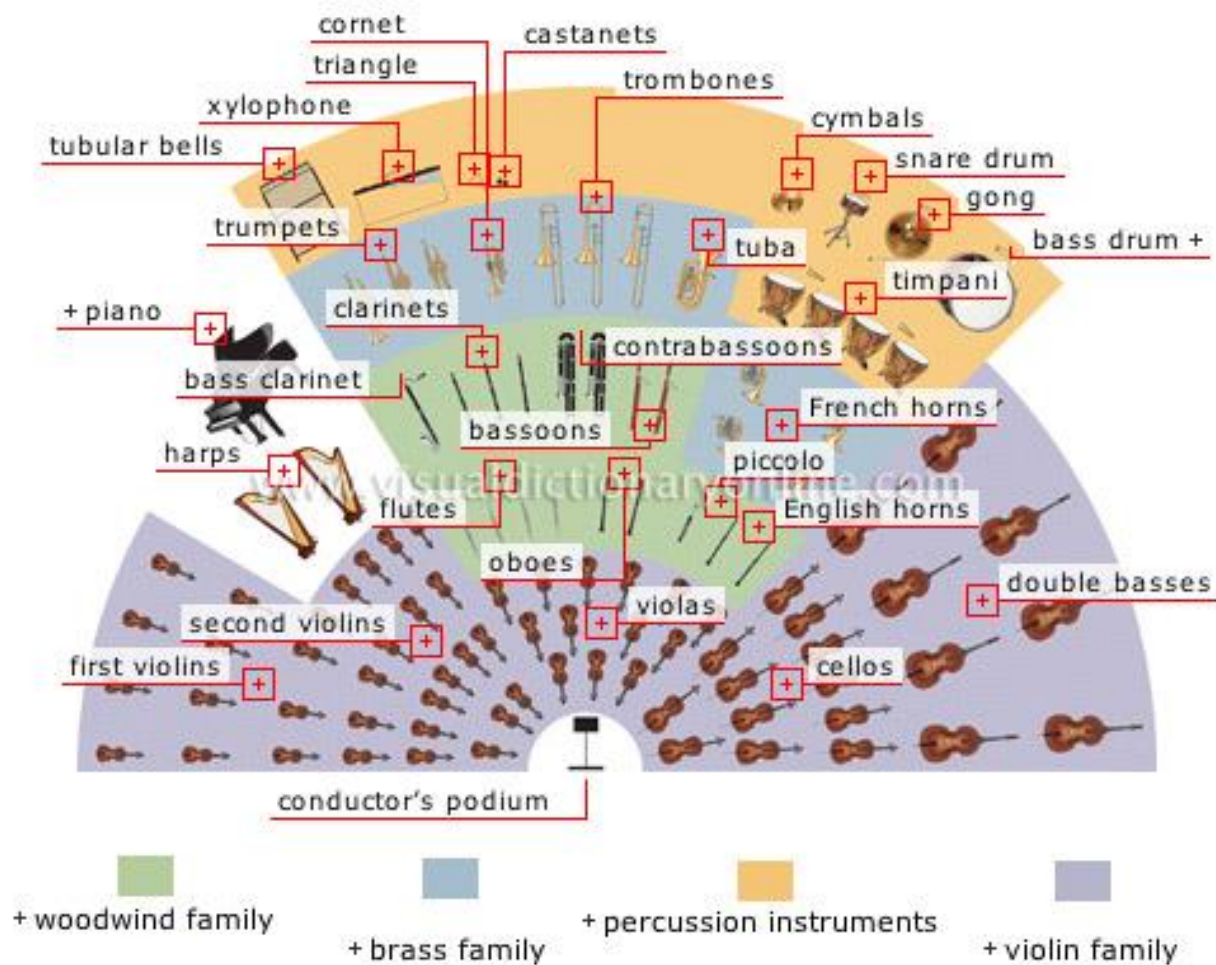 cornet
castanets
triangle
trombones
xylophone
cymbals
tubular bells
snare drum
gong
trumpets
tuba
bass drum +
timpani
+ piano
clarinets
contrabassoons
bass clarinet
French horns
bassoons
harps
piccolo
www.visualdictionaryonline.com
flutes
English horns
oboes
double basses
violas
second violins
first violins
cellos
conductor's podium
+ woodwind family
+ brass family
+ percussion instruments
+ violin family